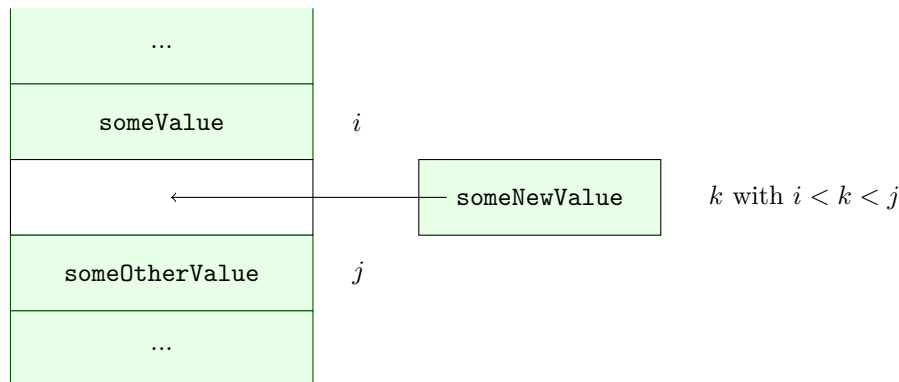 ...
someValue i
someNewValue k with i < k < j
someOtherValue j
...